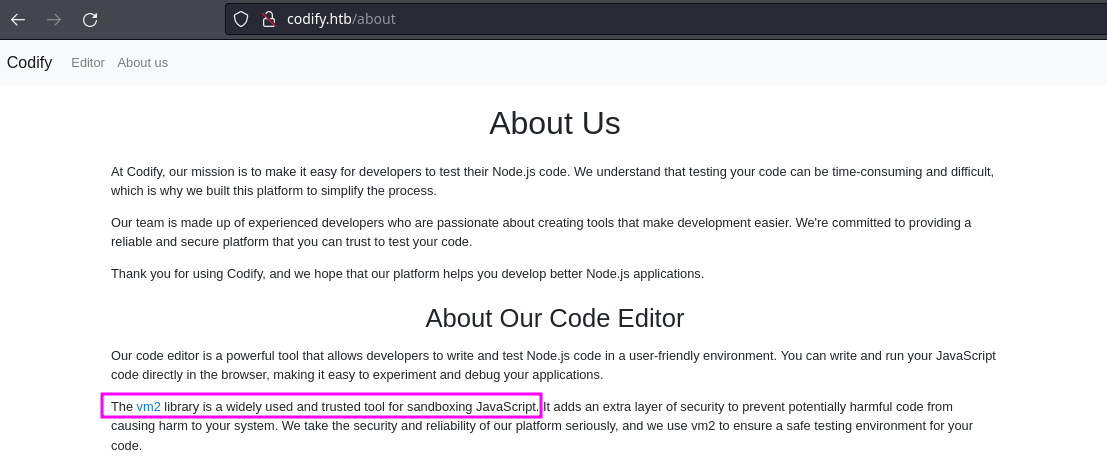 codify.htb/about
Codify Editor About us
About Us
At Codify, our mission is to make it easy for developers to test their Node.js code. We understand that testing your code can be time-consuming and difficult,
which is why we built this platform to simplify the process.
Our team is made up of experienced developers who are passionate about creating tools that make development easier. We're committed to providing a
reliable and secure platform that you can trust to test your code.
Thank you for using Codify, and we hope that our platform helps you develop better Node.js applications.
About Our Code Editor
Our code editor is a powerful tool that allows developers to write and test Node.js code in a user-friendly environment. You can write and run your JavaScript
code directly in the browser, making it easy to experiment and debug your applications.
The vm2 library is a widely used and trusted tool for sandboxing JavaScript. It adds an extra layer of security to prevent potentially harmful code from
causing harm to your system. We take the security and reliability of our platform seriously, and we use vm2 to ensure a safe testing environment for your
code.